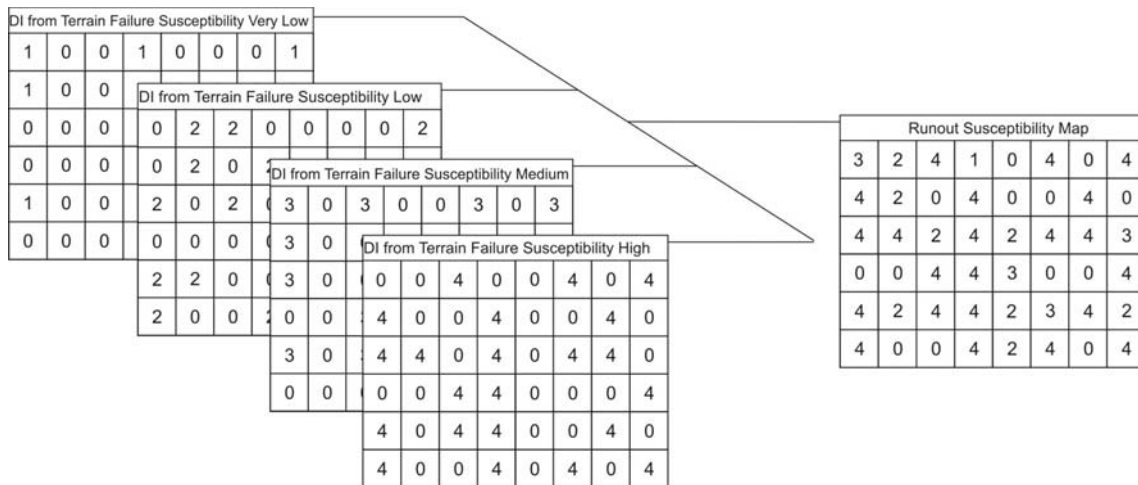 DI from Terrain Failure Susceptibility Very Low
1 0 0 1 0 0 0 1
1 0 0
0 0 0
0 0 0
1 0 0
0 0 0
DI from Terrain Failure Susceptibility Low
0 2 2 0 0 0 0 2
0 2 0
2 0 2
0 0 0
2 2 0
2 0 0
DI from Terrain Failure Susceptibility Medium
3 0 3 0 0 3 0 3
3 0
3 0
0 0
3 0
0 0
DI from Terrain Failure Susceptibility High
0 0 4 0 0 4 0 4
4 0 0 4 0 0 4 0
4 4 0 4 0 4 4 0
0 0 4 4 0 0 0 4
4 0 4 4 0 0 4 0
4 0 0 4 0 4 0 4
Runout Susceptibility Map
3 2 4 1 0 4 0 4
4 2 0 4 0 0 4 0
4 4 2 4 2 4 4 3
0 0 4 4 3 0 0 4
4 2 4 4 2 3 4 2
4 0 0 4 2 4 0 4